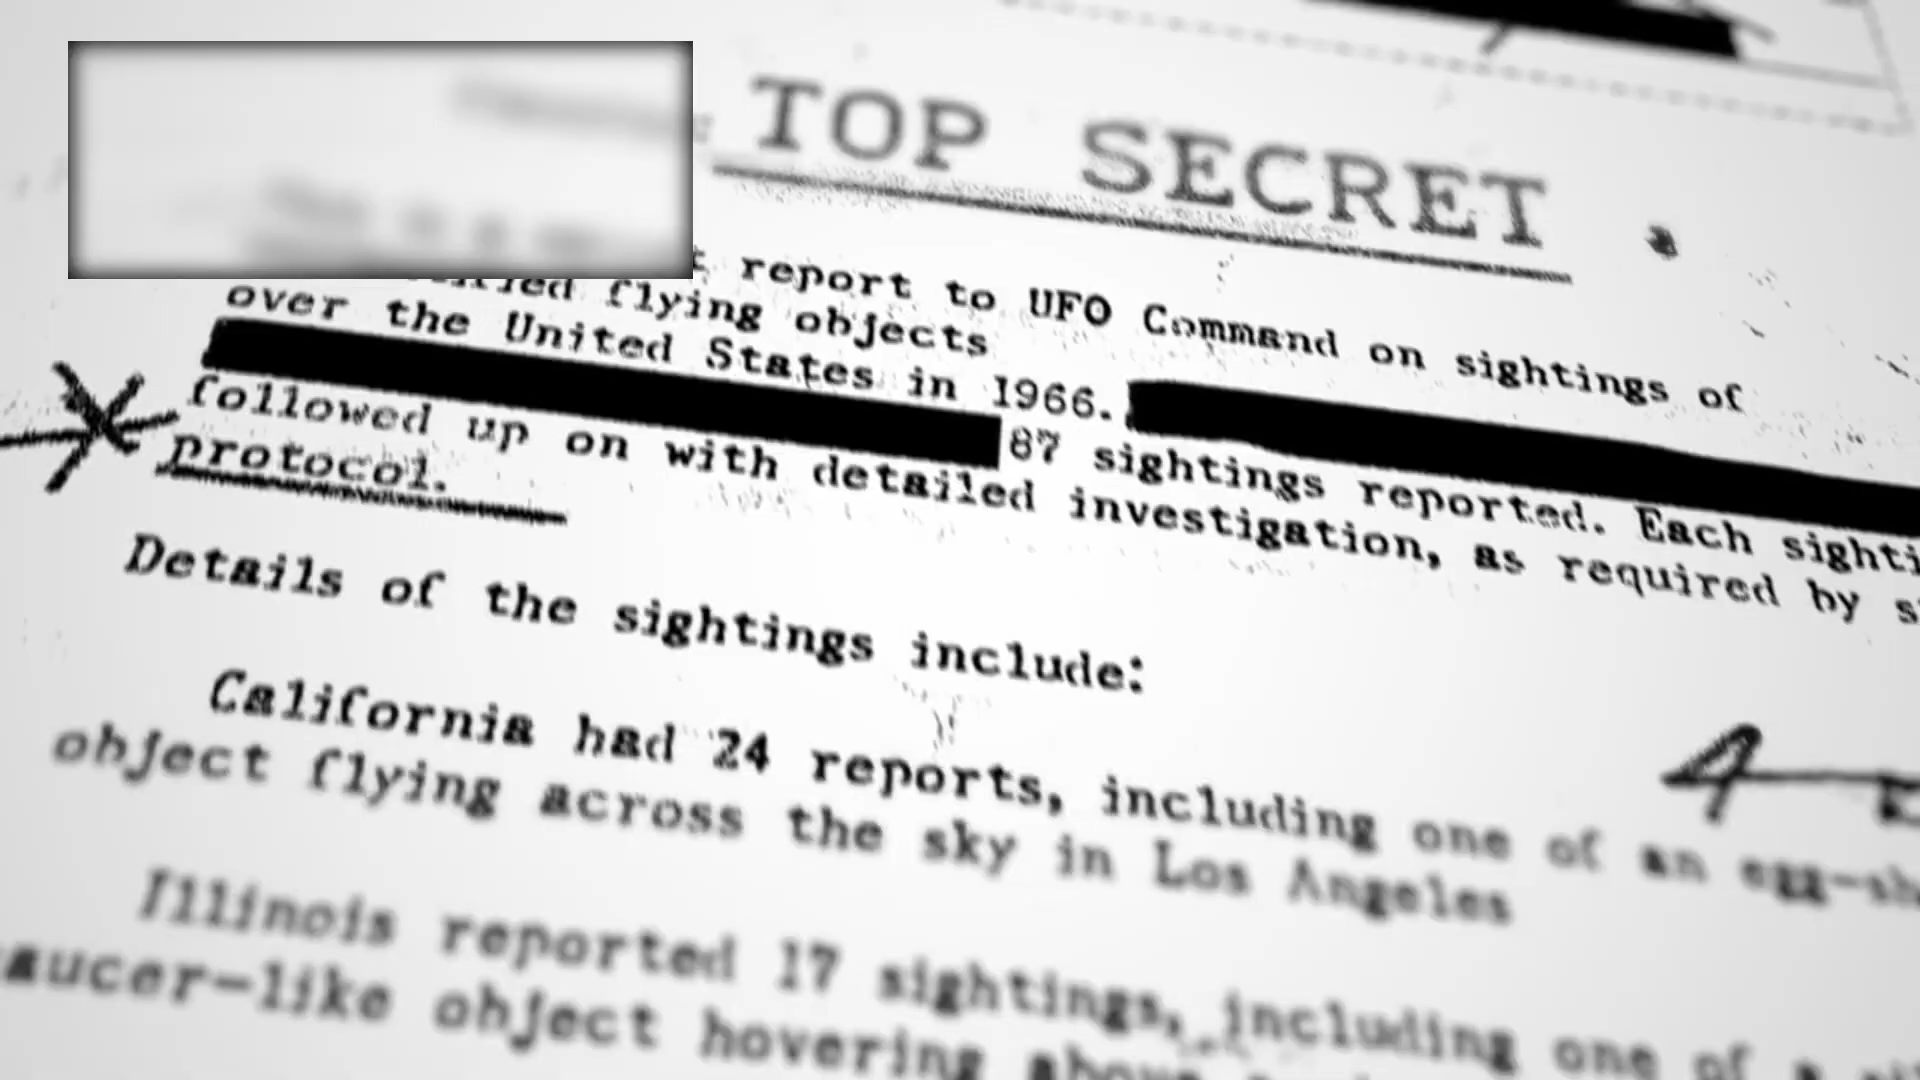 TOP SECRET
report to UFO Command on sightings of
flying objects
over the United States in 1966.
87 sightings reported. Each
followed up on with detailed investigation, as required by
protocol.
Details of the sightings include:
California had 24 reports, including one of an
object flying across the sky in Los Angeles
Illinois reported 17 sightings, including one of a
object hovering